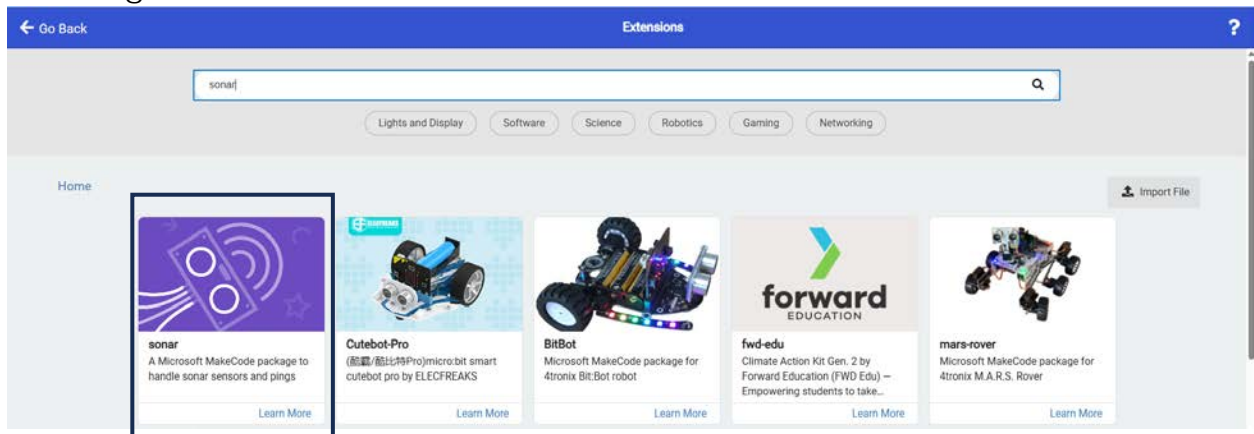 Go Back
Extensions
?
sonar
Lights and Display
Software
Science
Robotics
Gaming
Networking
Home
Import File
ELECFREAKS
forward
EDUCATION
sonar
A Microsoft MakeCode package to
handle sonar sensors and pings
Learn More
Cutebot-Pro
(酷霸/酷比特Pro)micro:bit smart
cutebot pro by ELECFREAKS
Learn More
BitBot
Microsoft MakeCode package for
4tronix Bit:Bot robot
Learn More
fwd-edu
Climate Action Kit Gen. 2 by
Forward Education (FWD Edu) —
Empowering students to take...
Learn More
mars-rover
Microsoft MakeCode package for
4tronix M.A.R.S. Rover
Learn More